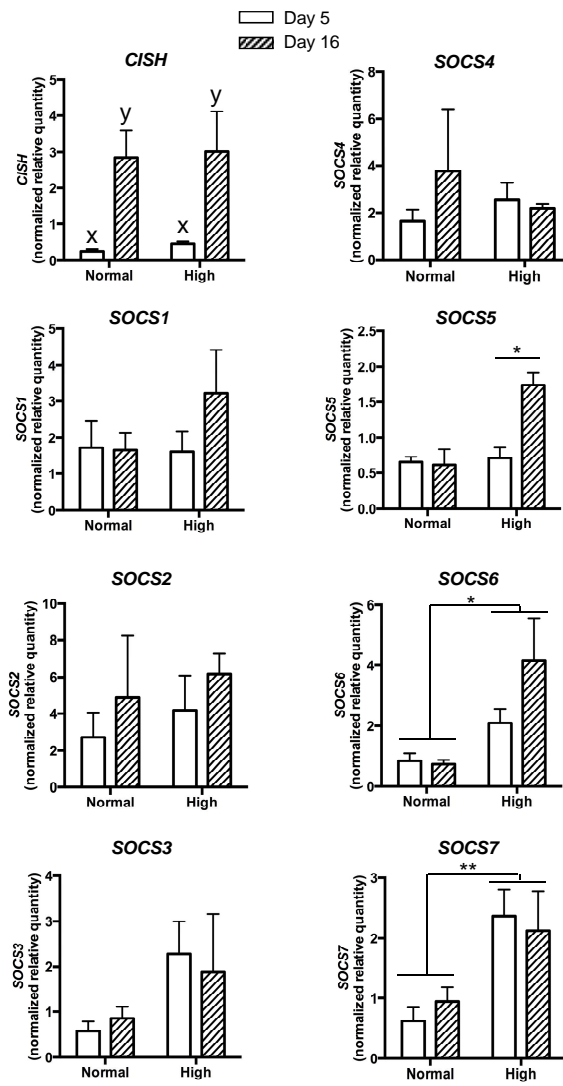 Day 5
Day 16
CISH
CISH
(normalized relative quantity)
5
4
3
2
1
0
x
y
x
y
Normal
High
SOCS4
SOCS4
(normalized relative quantity)
8
6
4
2
0
Normal
High
SOCS1
SOCS1
(normalized relative quantity)
5
4
3
2
1
0
Normal
High
SOCS5
SOCS5
(normalized relative quantity)
2.5
2.0
1.5
1.0
0.5
0.0
*
Normal
High
SOCS2
SOCS2
(normalized relative quantity)
10
8
6
4
2
0
Normal
High
SOCS6
SOCS6
(normalized relative quantity)
6
4
2
0
*
Normal
High
SOCS3
SOCS3
(normalized relative quantity)
4
3
2
1
0
Normal
High
SOCS7
SOCS7
(normalized relative quantity)
3
2
1
0
**
Normal
High